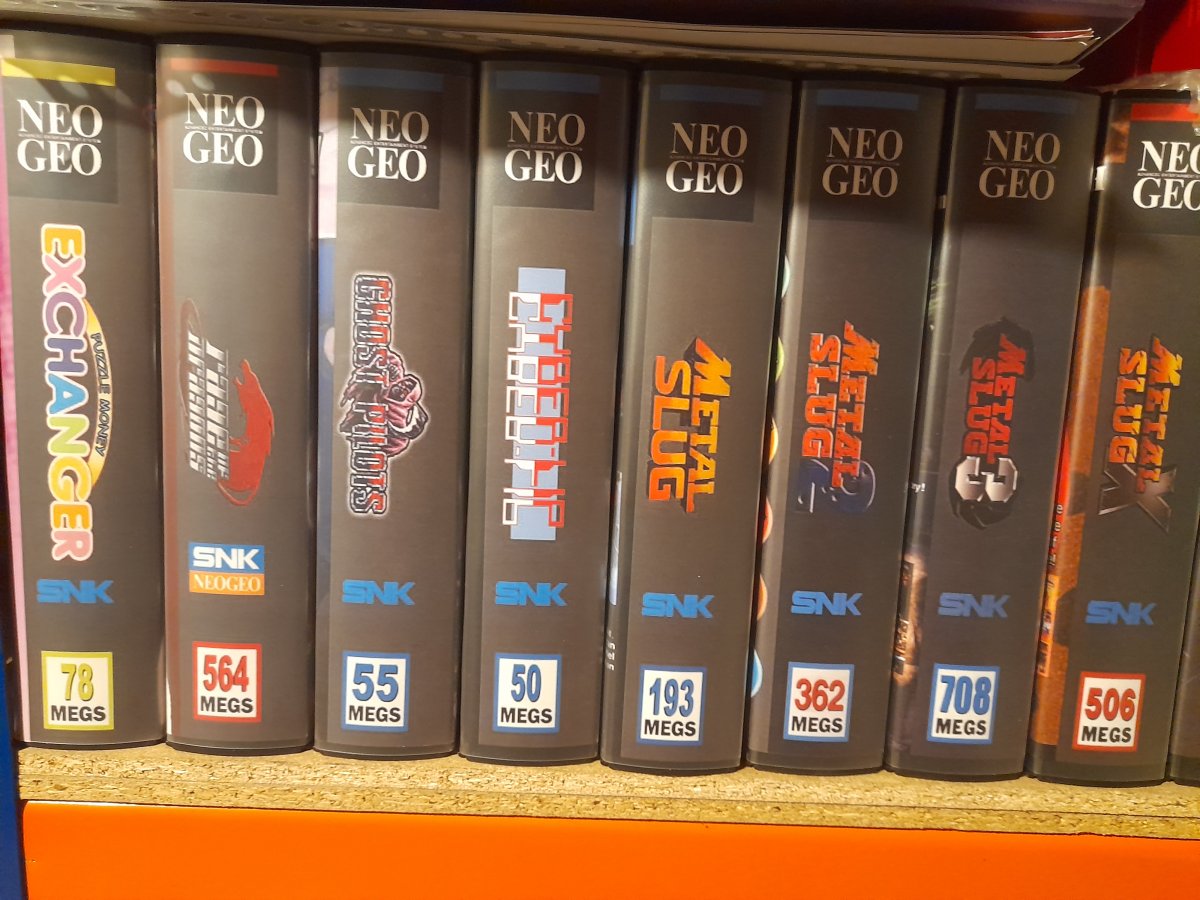 NEO
GEO
EXCHANGER
PUZZLE MONEY
SNK
78
MEGS
NEO
GEO
SNK
NEOGEO
564
MEGS
NEO
GEO
GHOST PILOTS
SNK
55
MEGS
NEO
GEO
SNK
50
MEGS
NEO
GEO
METAL
SLUG
SNK
193
MEGS
NEO
GEO
METAL
SLUG
2
SNK
362
MEGS
NEO
GEO
METAL
SLUG
3
SNK
708
MEGS
NEO
GEO
METAL
SLUG
X
SNK
506
MEGS